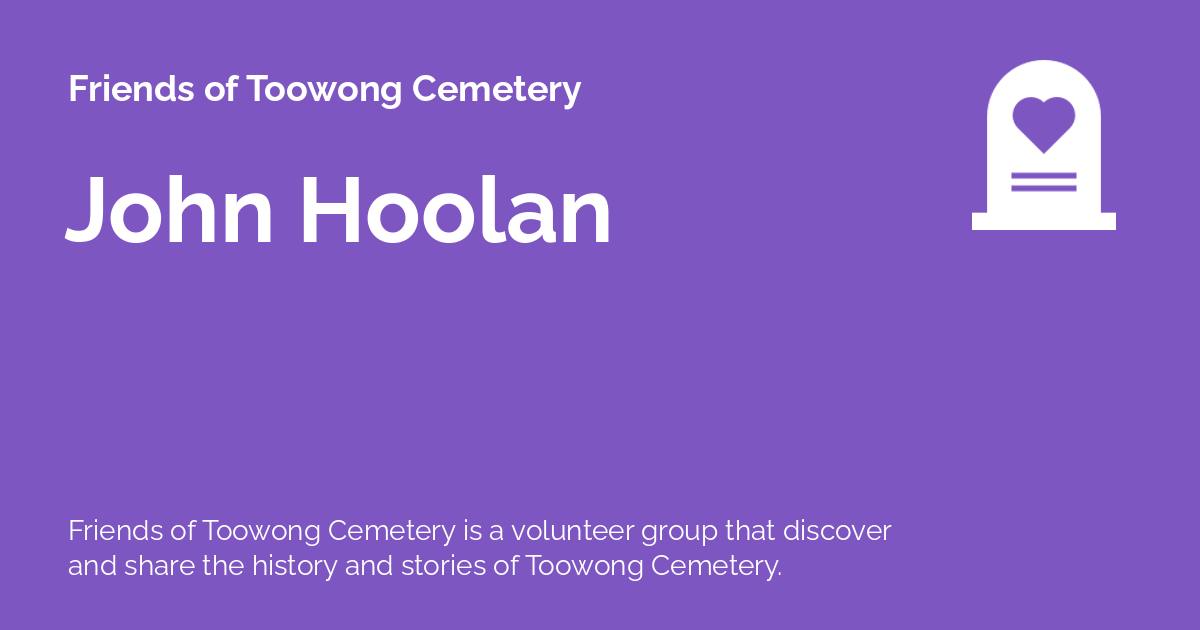 Friends of Toowong Cemetery
John Hoolan
Friends of Toowong Cemetery is a volunteer group that discover
and share the history and stories of Toowong Cemetery.